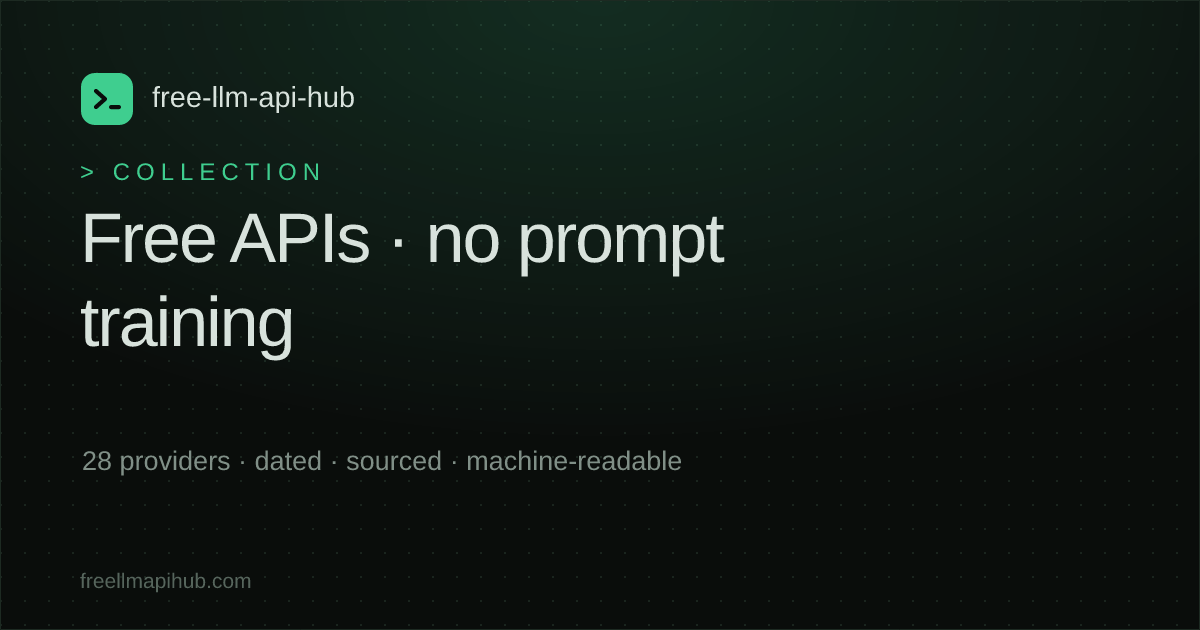 free-llm-api-hub
> COLLECTION
Free APIs · no prompt
training
28 providers · dated · sourced · machine-readable
freellmapihub.com